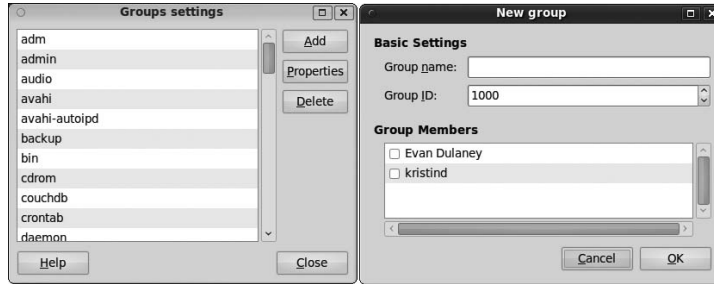 Groups settings
adm
admin
audio
avahi
avahi-autoipd
backup
bin
cdrom
couchdb
crontab
daemon
Add
Properties
Delete
Help
Close
New group
Basic Settings
Group name:
Group ID: 1000
Group Members
Evan Dulaney
kristind
Cancel
OK